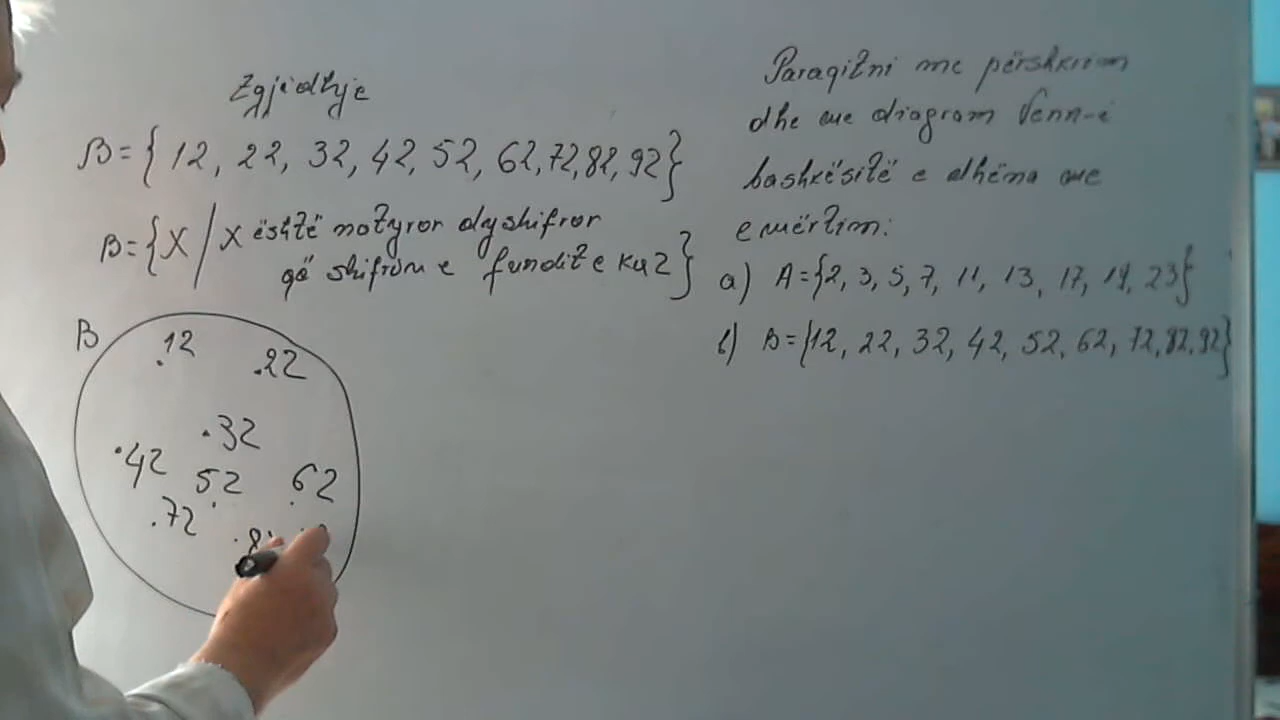 Zgjidhje
B={12, 22, 32, 42, 52, 62, 72, 82, 92}
B={X/X është natyror dyshifror
që shifrën e fundit e ka 2}
B
.12
.22
.32
.42
52
62
.72
.8
Paraqitni me përshkrim
dhe me diagram Venn-i
bashkësitë e dhëna me
emërtim:
a) A={2, 3, 5, 7, 11, 13, 17, 19, 23}
b) B={12, 22, 32, 42, 52, 62, 72, 82, 92}